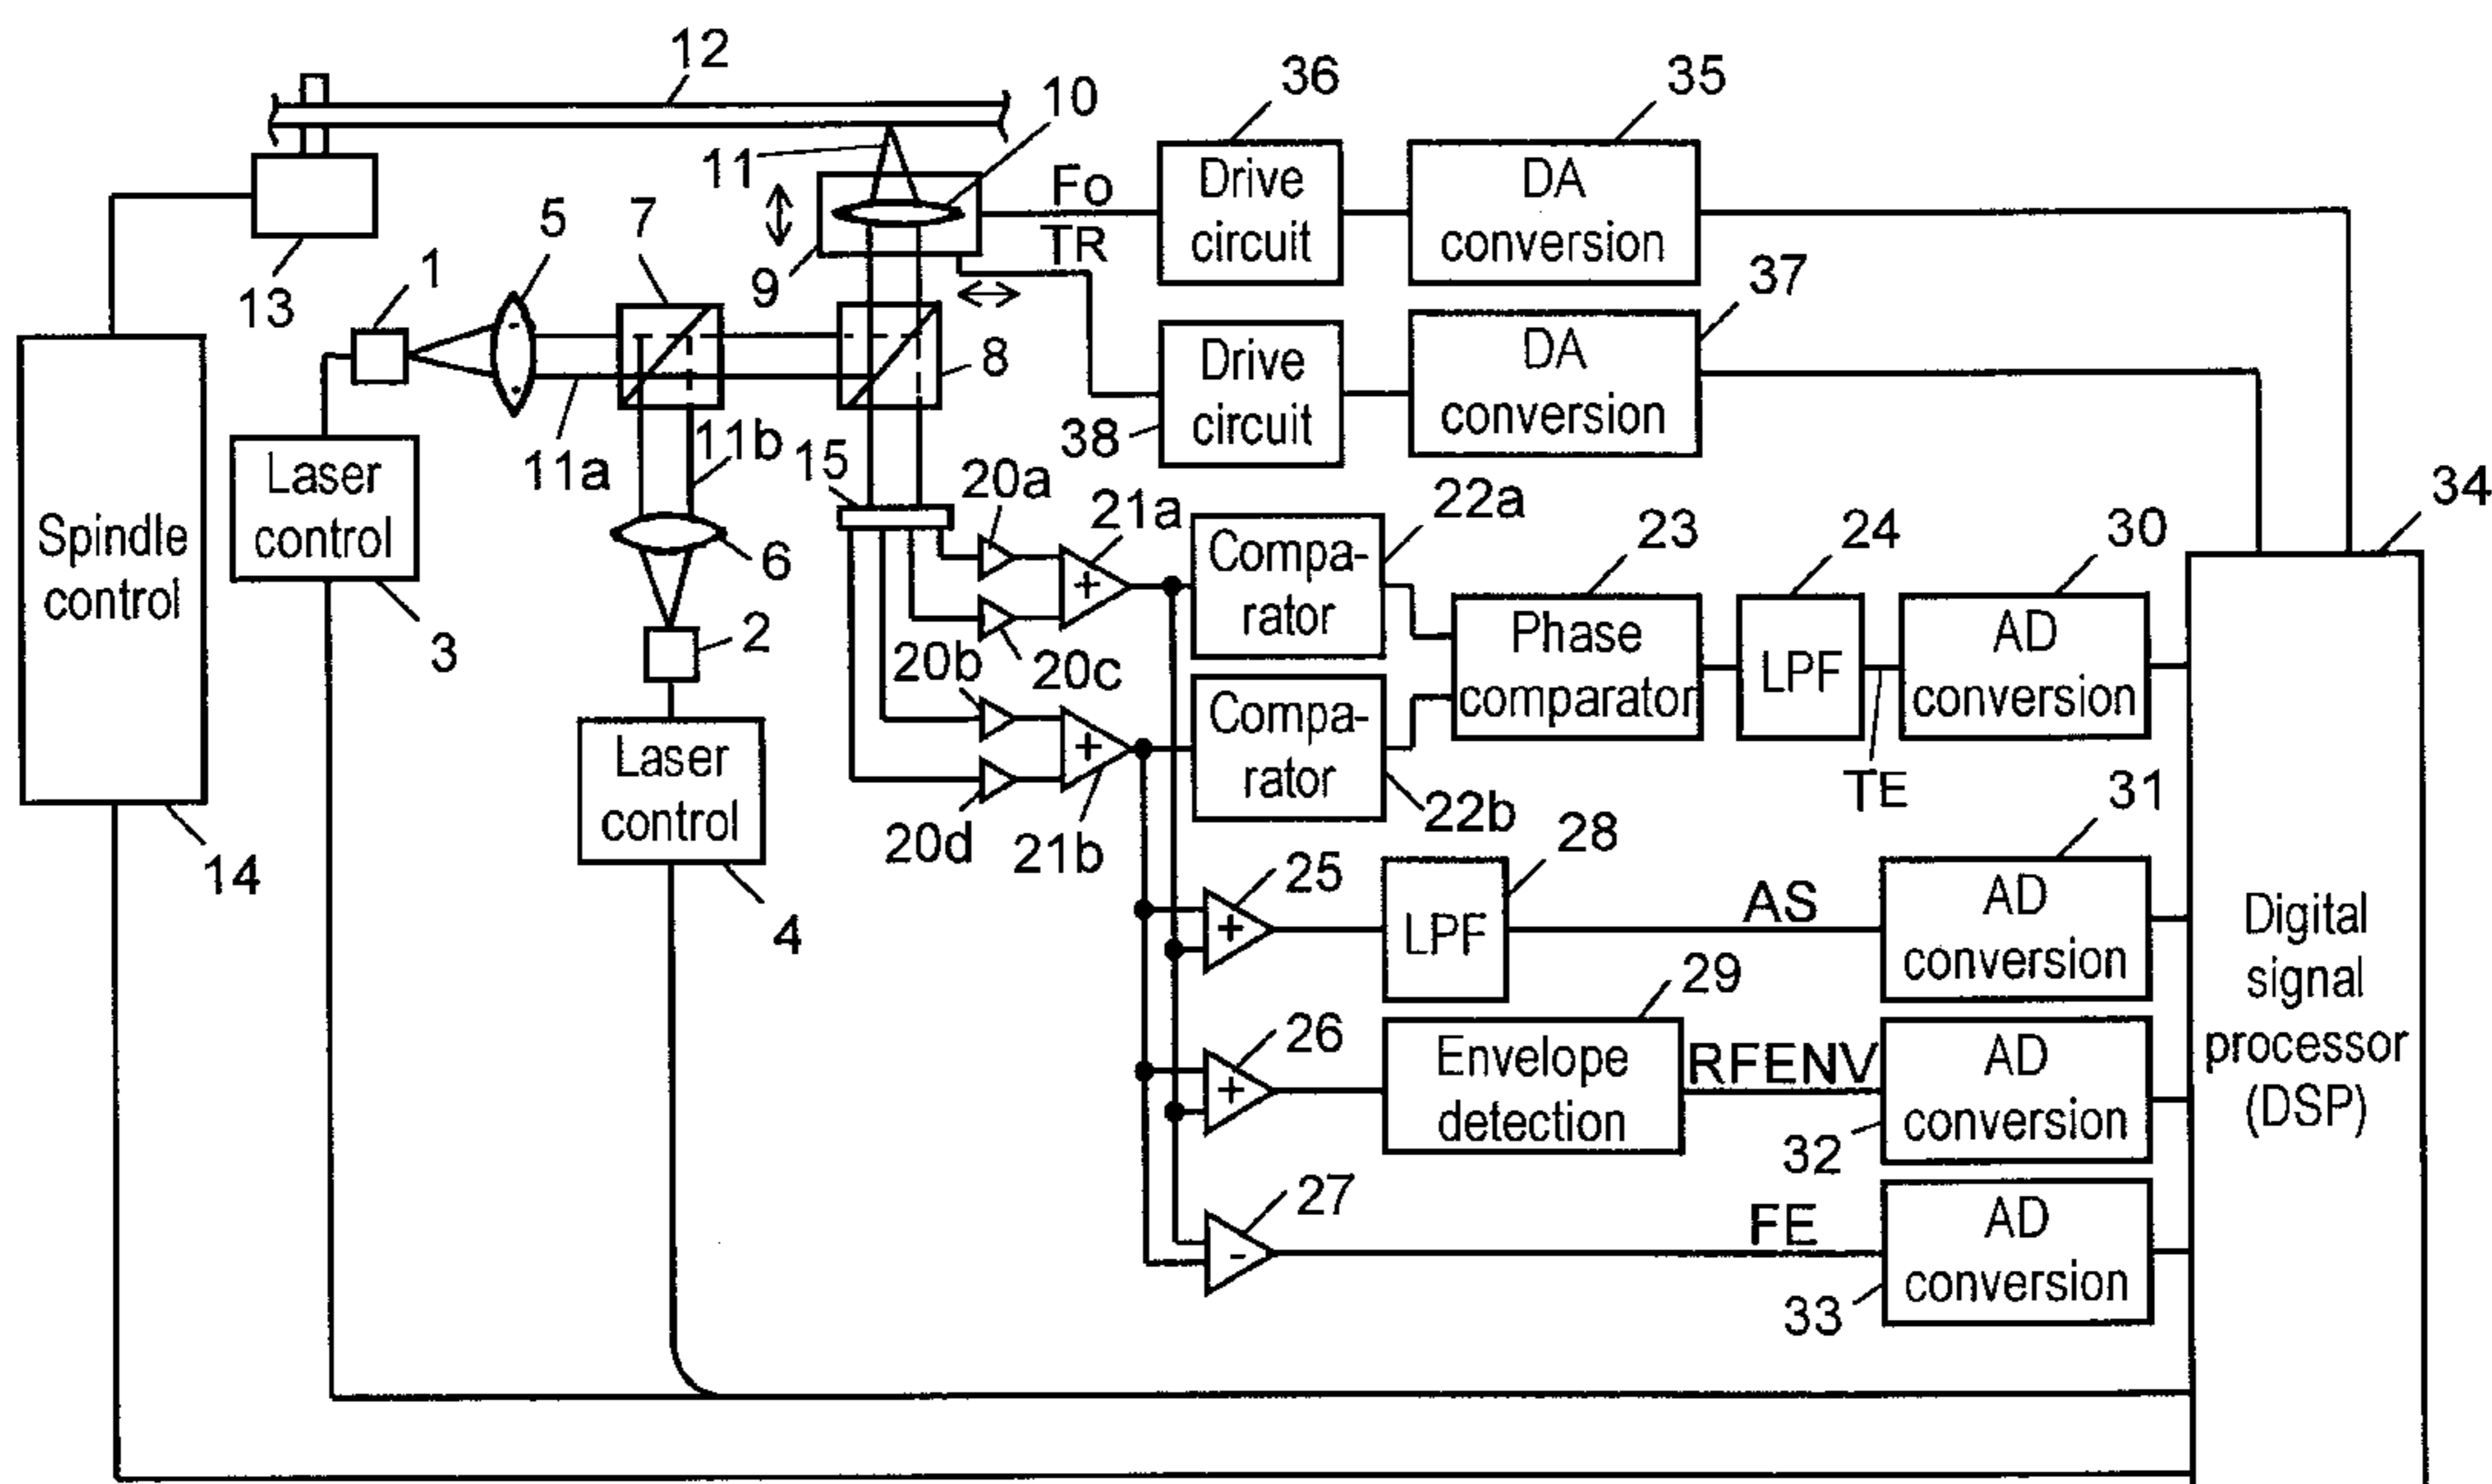 12
36
35
10
11
Fo
TR
Drive
circuit
DA
conversion
5
7
1
9
13
37
8
Drive
circuit
38
DA
conversion
Laser
control
11a
11b
15
20a
21a
22a
34
Spindle
control
6
3
2
20b
20c
Compa-
rator
23
24
30
Phase
comparator
LPF
AD
conversion
Compa-
rator
TE
Laser
control
20d
21b
22b
28
31
14
4
25
LPF
AS
AD
conversion
Digital
signal
processor
(DSP)
29
26
Envelope
detection
RFENV
AD
conversion
32
27
FE
AD
conversion
33
+
+
+
+
-